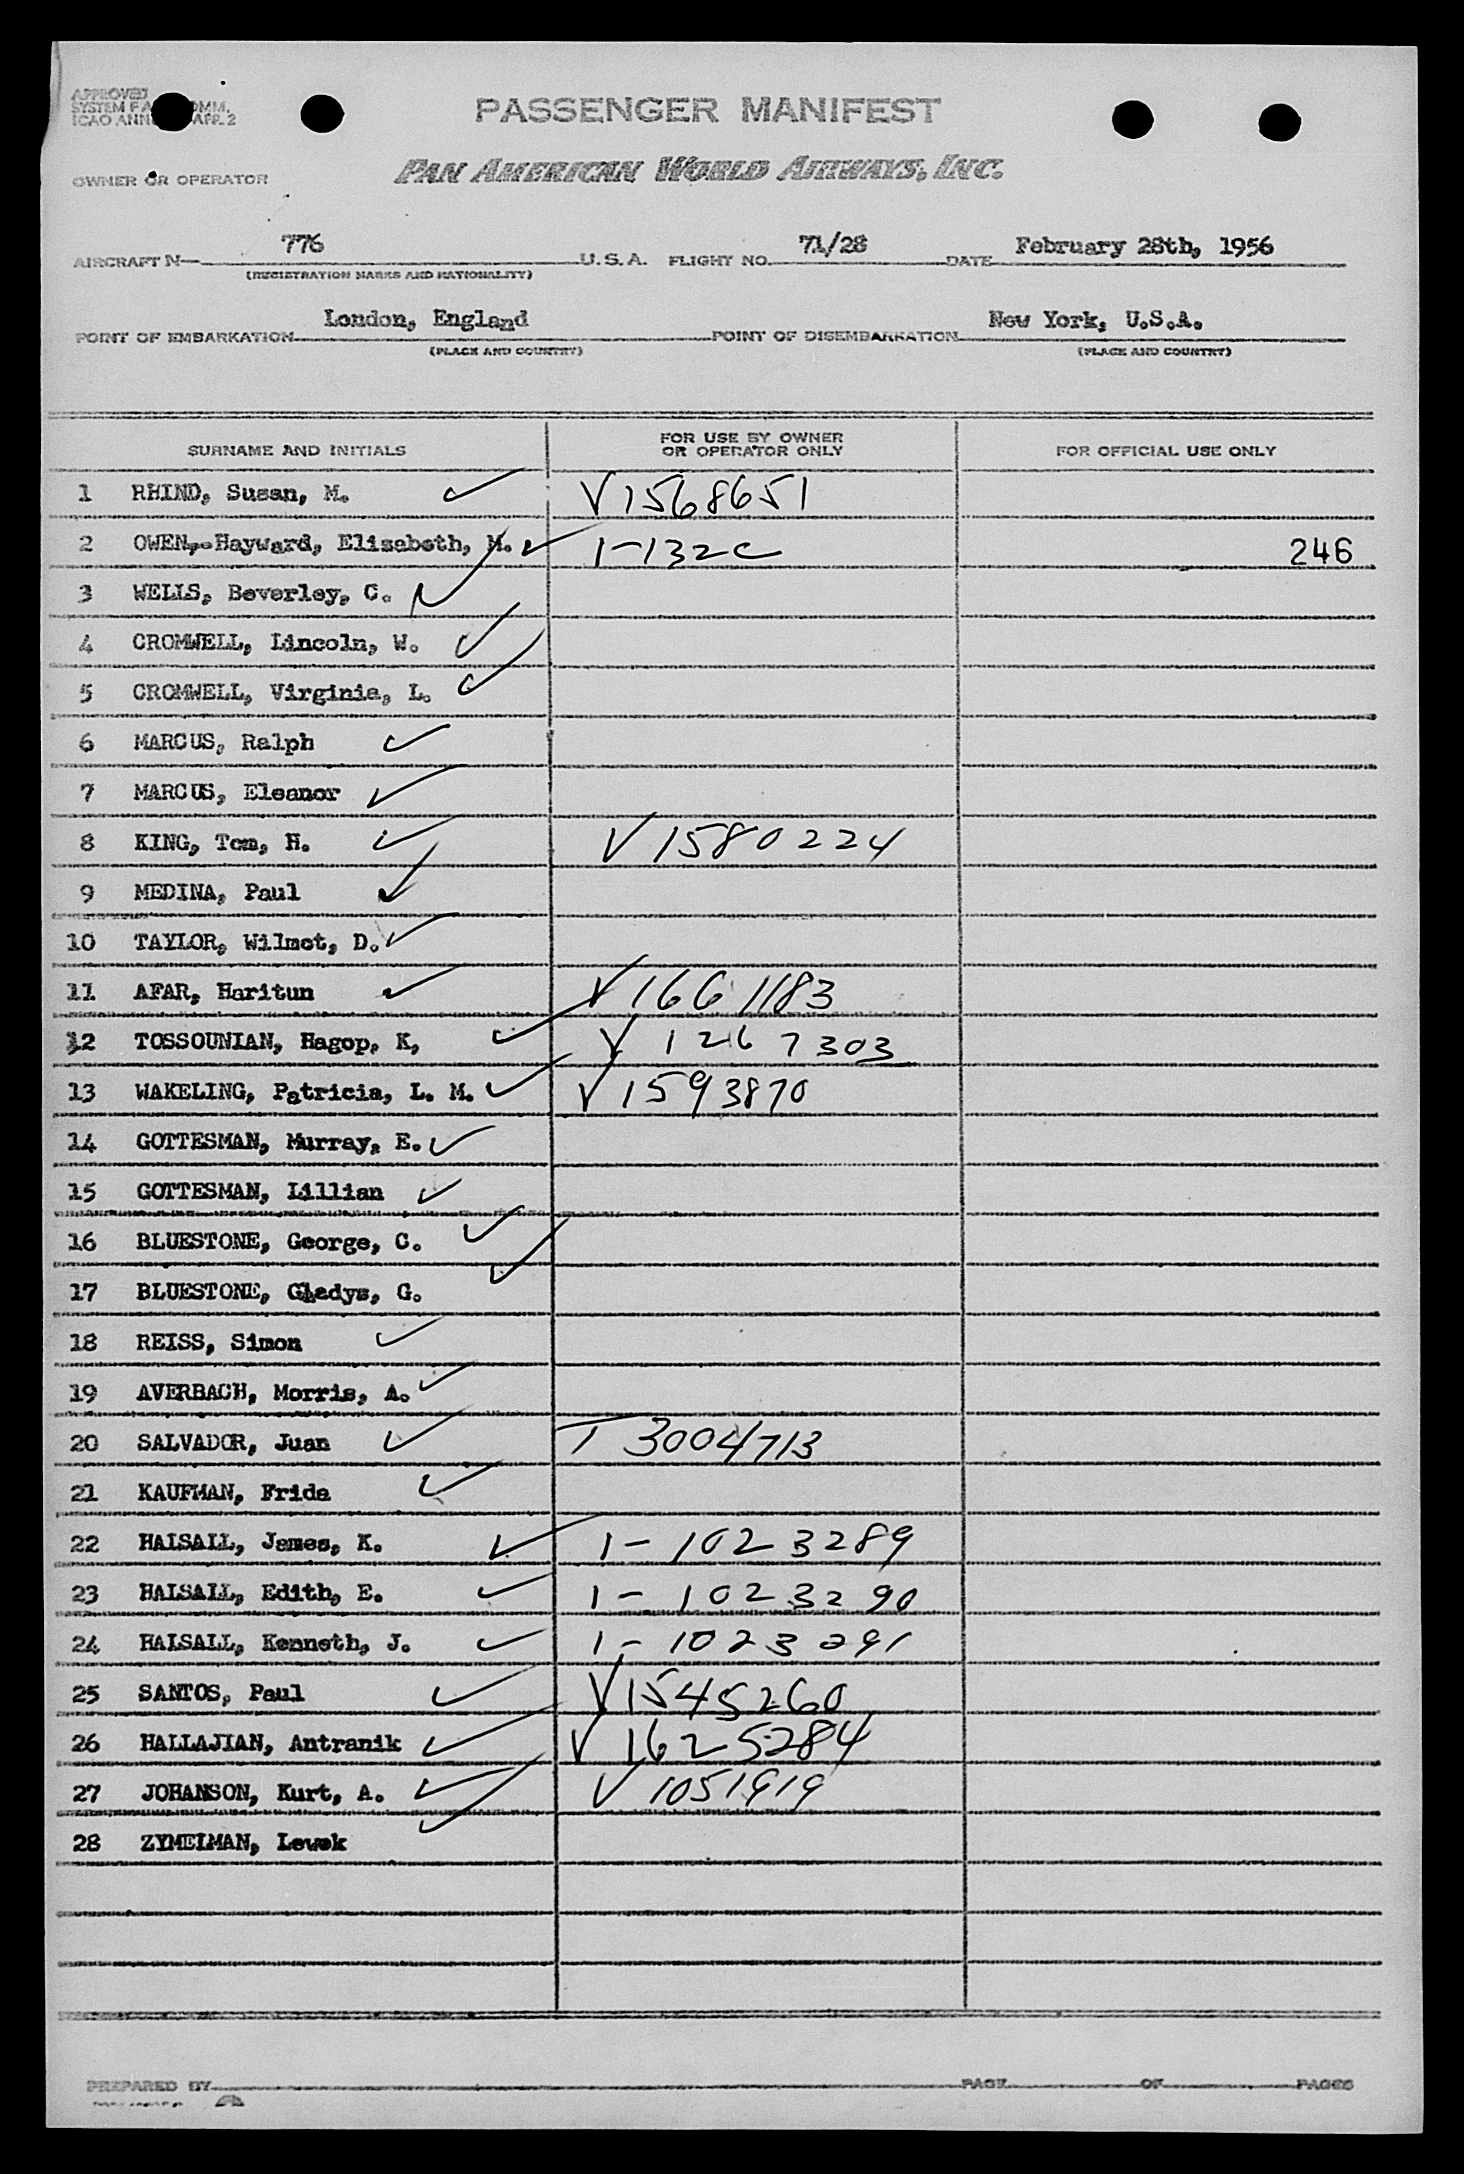 APPROVED
SYSTEM F A COMM.
ICAO ANN APR. 2
PASSENGER MANIFEST
PAN AMERICAN WORLD AIRWAYS, INC.
OWNER OR OPERATOR
AIRCRAFT N— 776 U. S. A. FLIGHT NO. 71/28 DATE February 28th, 1956
(REGISTRATION MARKS AND NATIONALITY)
POINT OF EMBARKATION London, England POINT OF DISEMBARKATION New York, U.S.A.
(PLACE AND COUNTRY) (PLACE AND COUNTRY)
SURNAME AND INITIALS FOR USE BY OWNER OR OPERATOR ONLY FOR OFFICIAL USE ONLY
1 RHIND, Susan, M. ✓ V1568651
2 OWEN,-Hayward, Elizabeth, M. ✓ 1-132c 246
3 WELLS, Beverley, C. ✓
4 CROMWELL, Lincoln, W. ✓
5 CROMWELL, Virginia, L. ✓
6 MARCUS, Ralph ✓
7 MARCUS, Eleanor ✓
8 KING, Tom, H. ✓ V1580224
9 MEDINA, Paul ✓
10 TAYLOR, Wilmot, D. ✓
11 AFAR, Haritun ✓ V1661183
12 TOSSOUNIAN, Hagop, K, ✓ V1267303
13 WAKELING, Patricia, L. M. ✓ V1593870
14 GOTTESMAN, Murray, E. ✓
15 GOTTESMAN, Lillian ✓
16 BLUESTONE, George, C. ✓
17 BLUESTONE, Gladys, G. ✓
18 REISS, Simon ✓
19 AVERBACH, Morris, A. ✓
20 SALVADOR, Juan ✓ T 3004713
21 KAUFMAN, Frida ✓
22 HALSALL, James, K. ✓ 1-1023289
23 HALSALL, Edith, E. ✓ 1-1023290
24 HALSALL, Kenneth, J. ✓ 1-1023291
25 SANTOS, Paul ✓ V1545260
26 HALLAJIAN, Antranik ✓ V1625284
27 JOHANSON, Kurt, A. ✓ V1051919
28 ZYMELMAN, Lewek ✓
PREPARED BY PAGE OF PAGES